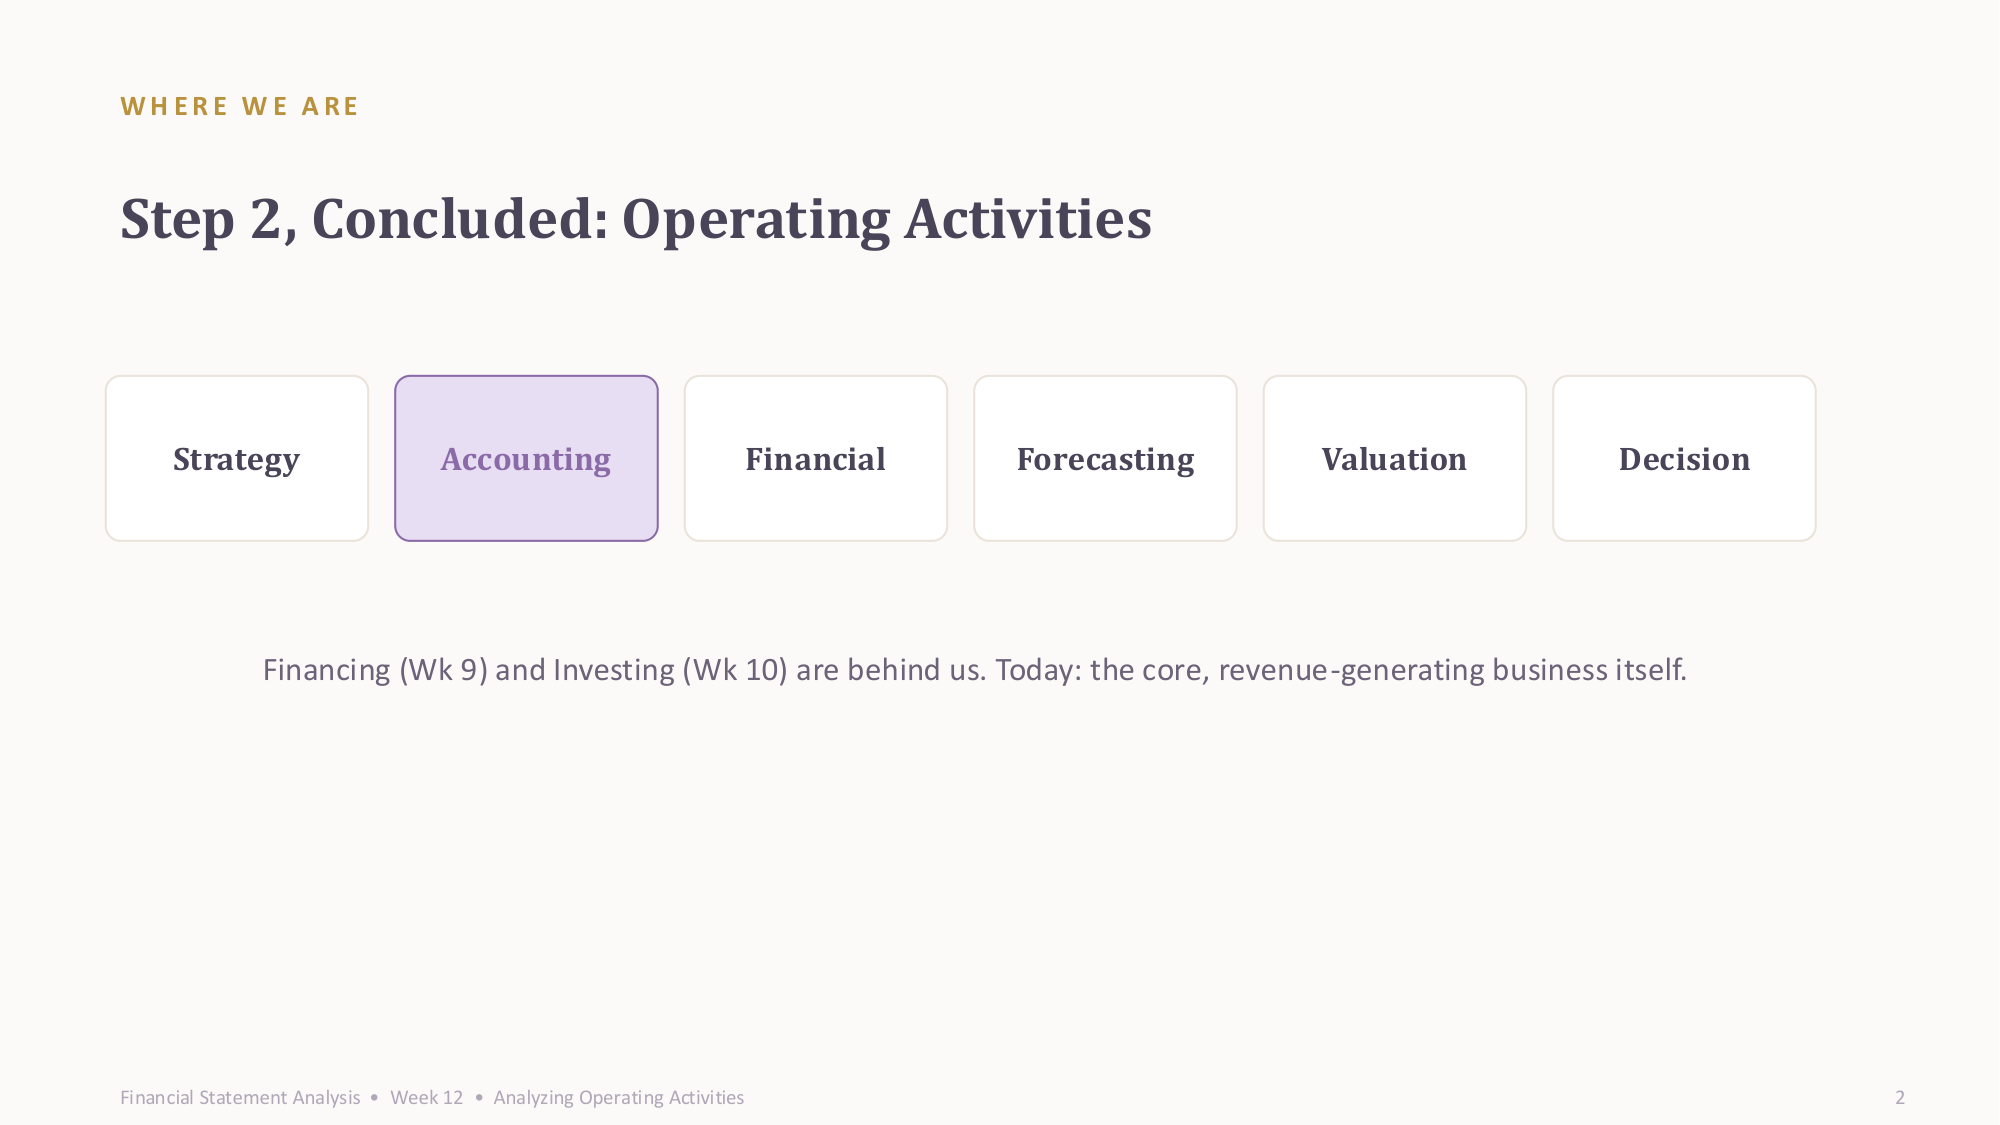 WHERE WE ARE
Step 2, Concluded: Operating Activities
Strategy
Accounting
Financial
Forecasting
Valuation
Decision
Financing (Wk 9) and Investing (Wk 10) are behind us. Today: the core, revenue-generating business itself.
Financial Statement Analysis • Week 12 • Analyzing Operating Activities
2